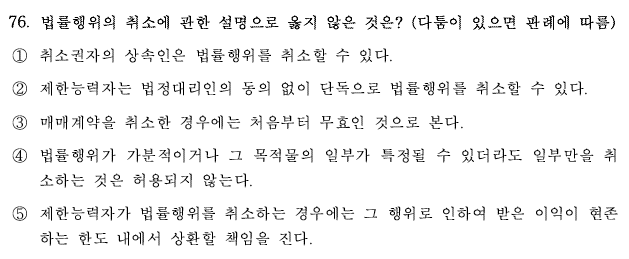 76. 법률행위의 취소에 관한 설명으로 옳지 않은 것은? (다툼이 있으면 판례에 따름)
① 취소권자의 상속인은 법률행위를 취소할 수 있다.
② 제한능력자는 법정대리인의 동의 없이 단독으로 법률행위를 취소할 수 있다.
③ 매매계약을 취소한 경우에는 처음부터 무효인 것으로 본다.
④ 법률행위가 가분적이거나 그 목적물의 일부가 특정될 수 있더라도 일부만을 취
소하는 것은 허용되지 않는다.
⑤ 제한능력자가 법률행위를 취소하는 경우에는 그 행위로 인하여 받은 이익이 현존
하는 한도 내에서 상환할 책임을 진다.